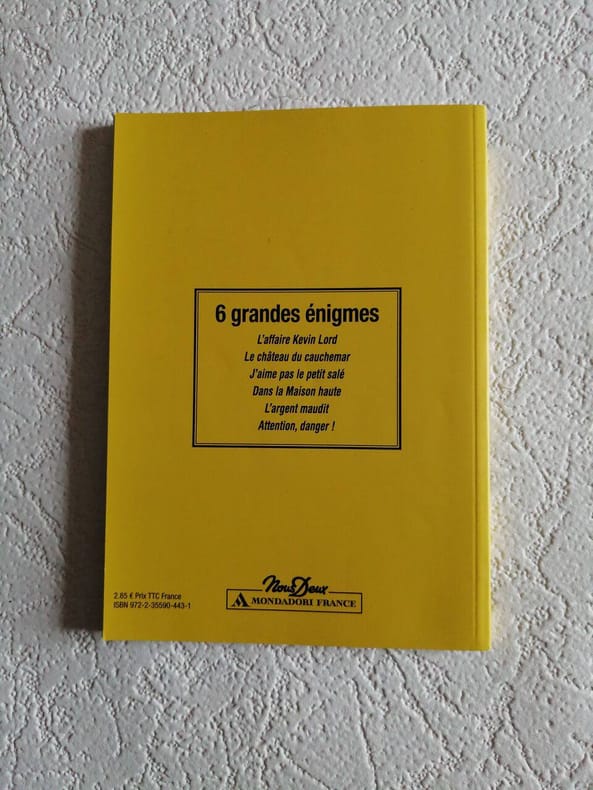 6 grandes énigmes
L'affaire Kevin Lord
Le château du cauchemar
J'aime pas le petit salé
Dans la Maison haute
L'argent maudit
Attention, danger !
Nous Deux
MONDADORI FRANCE
2.85 € Prix TTC France
ISBN 972-2-35590-443-1